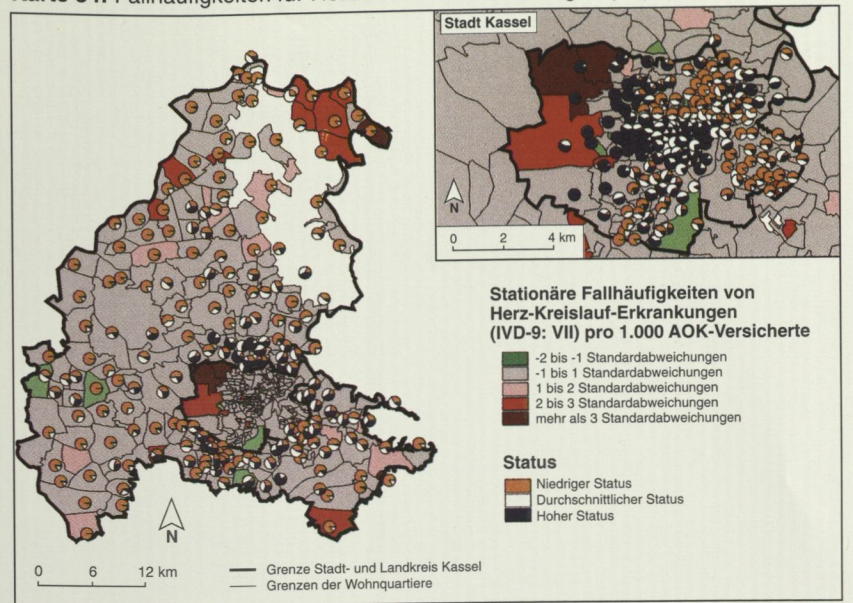 Stadt Kassel
N
0 2 4 km
Stationäre Fallhäufigkeiten von
Herz-Kreislauf-Erkrankungen
(IVD-9: VII) pro 1.000 AOK-Versicherte
-2 bis -1 Standardabweichungen
-1 bis 1 Standardabweichungen
1 bis 2 Standardabweichungen
2 bis 3 Standardabweichungen
mehr als 3 Standardabweichungen
Status
Niedriger Status
Durchschnittlicher Status
Hoher Status
N
0 6 12 km
Grenze Stadt- und Landkreis Kassel
Grenzen der Wohnquartiere